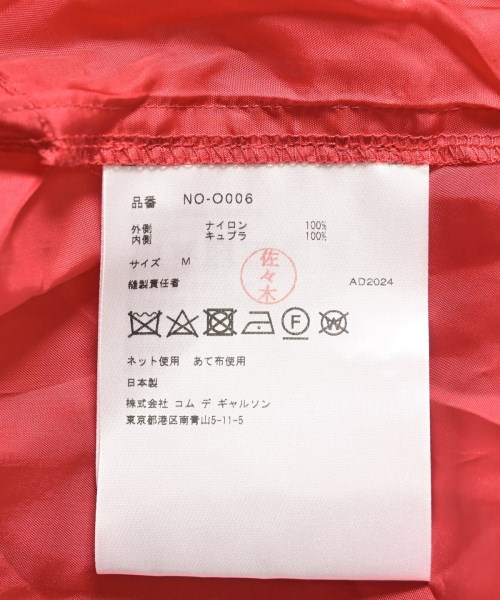 品番 NO-O006
外側 ナイロン 100%
内側 キュプラ 100%
サイズ M
縫製責任者 佐々木 AD2024
ネット使用 あて布使用
日本製
株式会社 コム デ ギャルソン
東京都港区南青山5-11-5